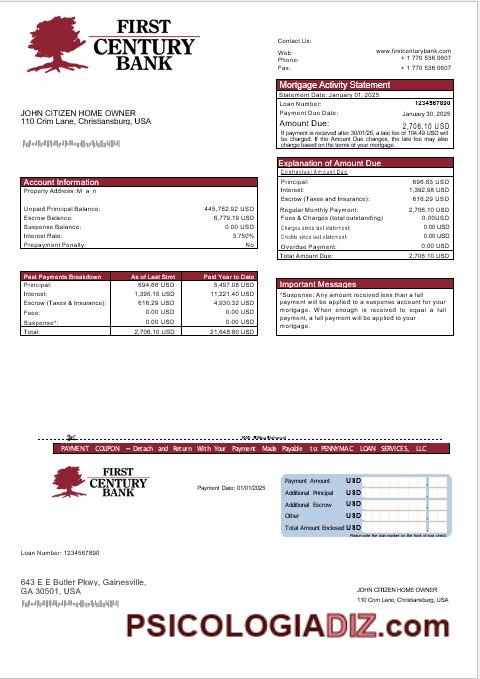 FIRST
CENTURY
BANK
Contact Us:
Web: www.firstcenturybank.com
Phone: + 1 770 536 0607
Fax: + 1 770 536 0607
Mortgage Activity Statement
Statement Date: January 01, 2025
Loan Number: 1234567890
Payment Due Date: January 30, 2025
Amount Due: 2,706.10 USD
If payment is received after 30/01/25, a late fee of 104.49 USD will
be charged. If the Amount Due changes, the late fee may also
change based on the terms of your mortgage.
JOHN CITIZEN HOME OWNER
110 Crim Lane, Christiansburg, USA
Explanation of Amount Due
Contractual Amount Due
Principal: 696.83 USD
Interest: 1,392.98 USD
Escrow (Taxes and Insurance): 616.29 USD
Regular Monthly Payment: 2,706.10 USD
Fees & Charges (total outstanding) 0.00USD
Charges since last statement: 0.00 USD
Credits since last statement: 0.00 USD
Overdue Payment: 0.00 USD
Total Amount Due: 2,706.10 USD
Account Information
Property Address : M a n
Unpaid Principal Balance: 445,752.92 USD
Escrow Balance: 6,779.19 USD
Suspense Balance: 0.00 USD
Interest Rate: 3.750%
Prepayment Penalty: No
Past Payments Breakdown As of Last Stmt Paid Year to Date
Principal: 694.66 USD 5,497.08 USD
Interest: 1,395.15 USD 11,221.40 USD
Escrow (Taxes & Insurance): 616.29 USD 4,930.32 USD
Fees: 0.00 USD 0.00 USD
Suspense*: 0.00 USD 0.00 USD
Total: 2,706.10 USD 21,648.80 USD
Important Messages
*Suspense: Any amount received less than a full
payment will be applied to a suspense account for your
mortgage. When enough is received to equal a full
payment, a full payment will be applied to your
mortgage.
PAYMENT COUPON – Detach and Return With Your Payment Made Payable to: PENNYMAC LOAN SERVICES, LLC
FIRST
CENTURY
BANK
Payment Date: 01/01/2025
Payment Amount USD
Additional Principal USD
Additional Escrow USD
Other USD
Total Amount Enclosed USD
Please write the loan number on the front of your check.
Loan Number: 1234567890
643 E E Butler Pkwy, Gainesville,
GA 30501, USA
JOHN CITIZEN HOME OWNER
110 Crim Lane, Christiansburg, USA
PSICOLOGIADIZ.com